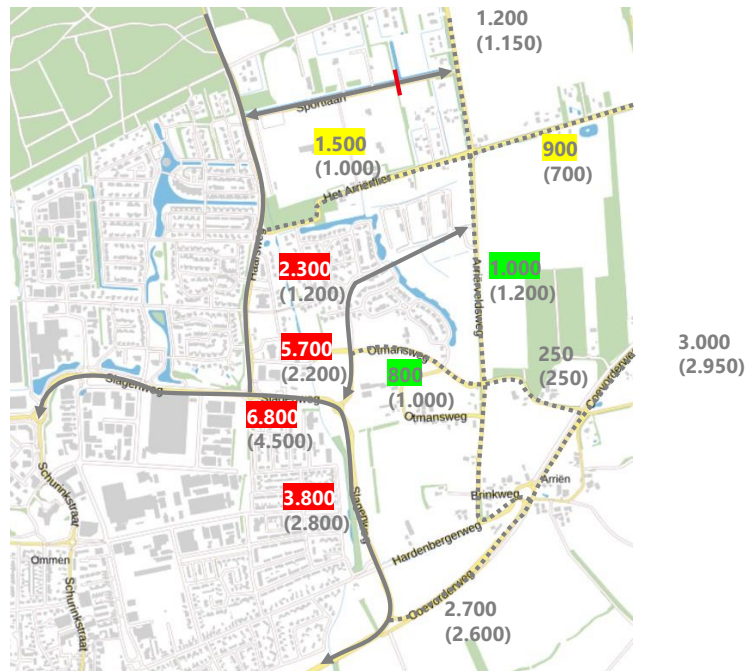 1.200
(1.150)
Sportlaan
1.500
(1.000)
900
(700)
Het Arriërflier
Haarsweg
2.300
(1.200)
Arriërveldsweg
1.000
(1.200)
5.700
(2.200)
Otmansweg
800
(1.000)
250
(250)
Coevorderweg
3.000
(2.950)
Slagenweg
Slagenweg
6.800
(4.500)
Otmansweg
Schurinkstraat
3.800
(2.800)
Slagenweg
Brinkweg
Arriën
Hardenbergerweg
Ommen
Schurinkstraat
Coevorderweg
2.700
(2.600)